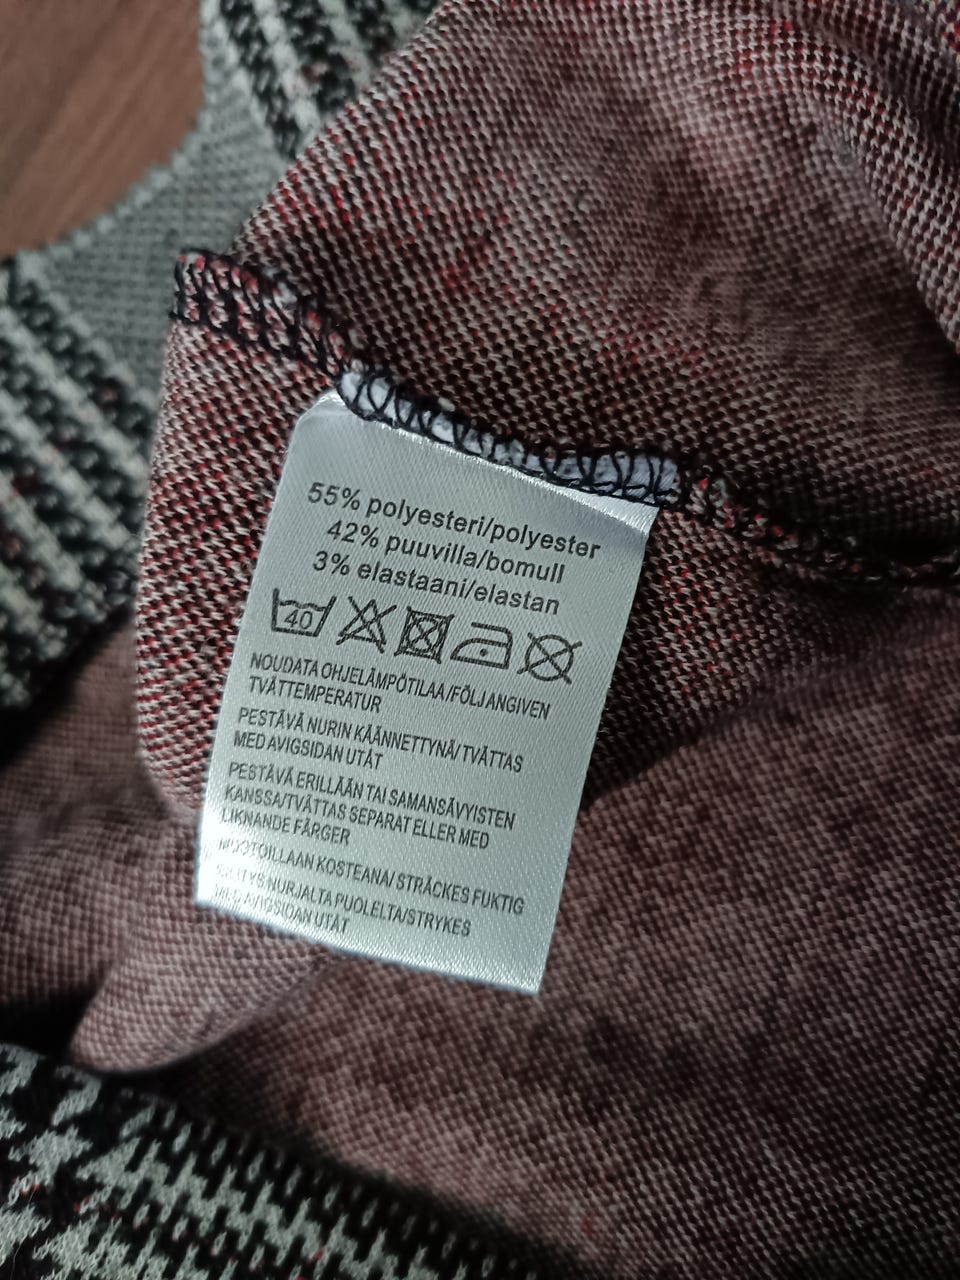 55% polyesteri/polyester
42% puuvilla/bomull
3% elastaani/elastan
40
NOUDATA OHJELÄMPÖTILAA/FÖLJ ANGIVEN
TVÄTTEMPERATUR
PESTÄVÄ NURIN KÄÄNNETTYNÄ/TVÄTTAS
MED AVIGSIDAN UTÅT
PESTÄVÄ ERILLÄÄN TAI SAMANSÄVYISTEN
KANSSA/TVÄTTAS SEPARAT ELLER MED
LIKNANDE FÄRGER
MUOTOILLAAN KOSTEANA/ STRÄCKES FUKTIG
SILITYS NURJALTA PUOLELTA/STRYKES
MED AVIGSIDAN UTÅT